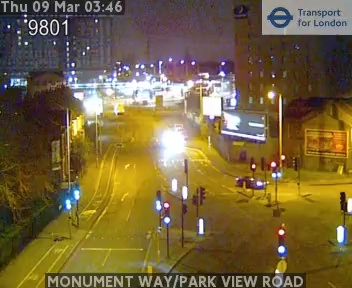 Thu 09 Mar 03:46
9801
Transport
for London
MONUMENT WAY/PARK VIEW ROAD